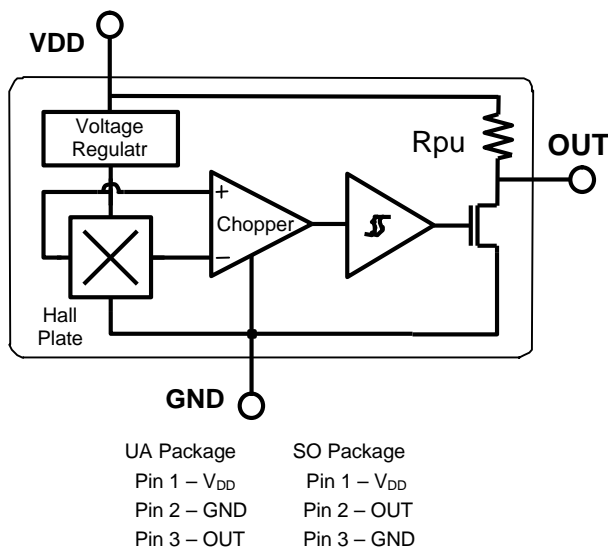 VDD
Voltage
Regulatr
Rpu
OUT
+
Chopper
−
Hall
Plate
GND
UA Package
Pin 1 – VDD
Pin 2 – GND
Pin 3 – OUT
SO Package
Pin 1 – VDD
Pin 2 – OUT
Pin 3 – GND